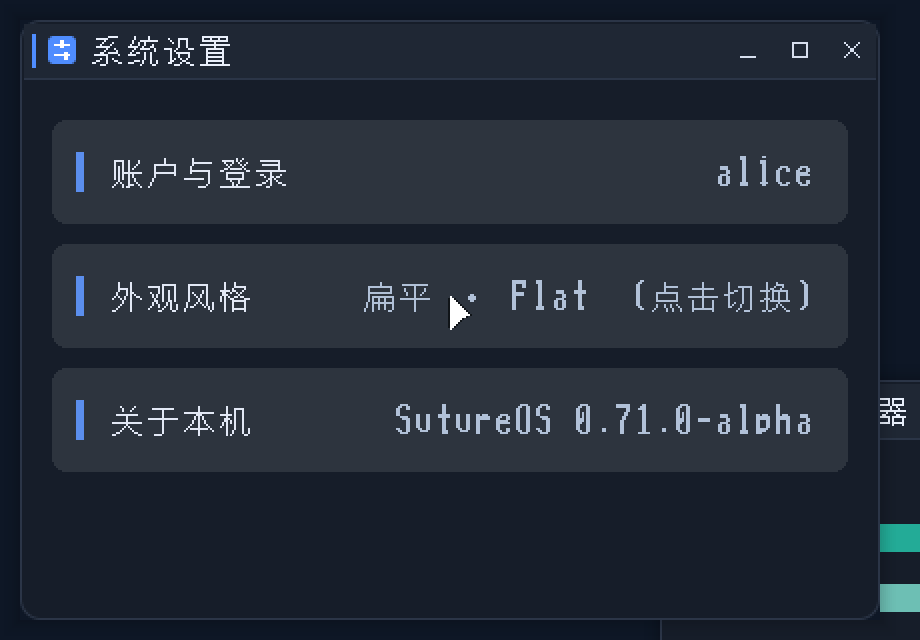 系统设置
账户与登录 alice
外观风格 扁平 · Flat (点击切换)
关于本机 SutureOS 0.71.0-alpha
器